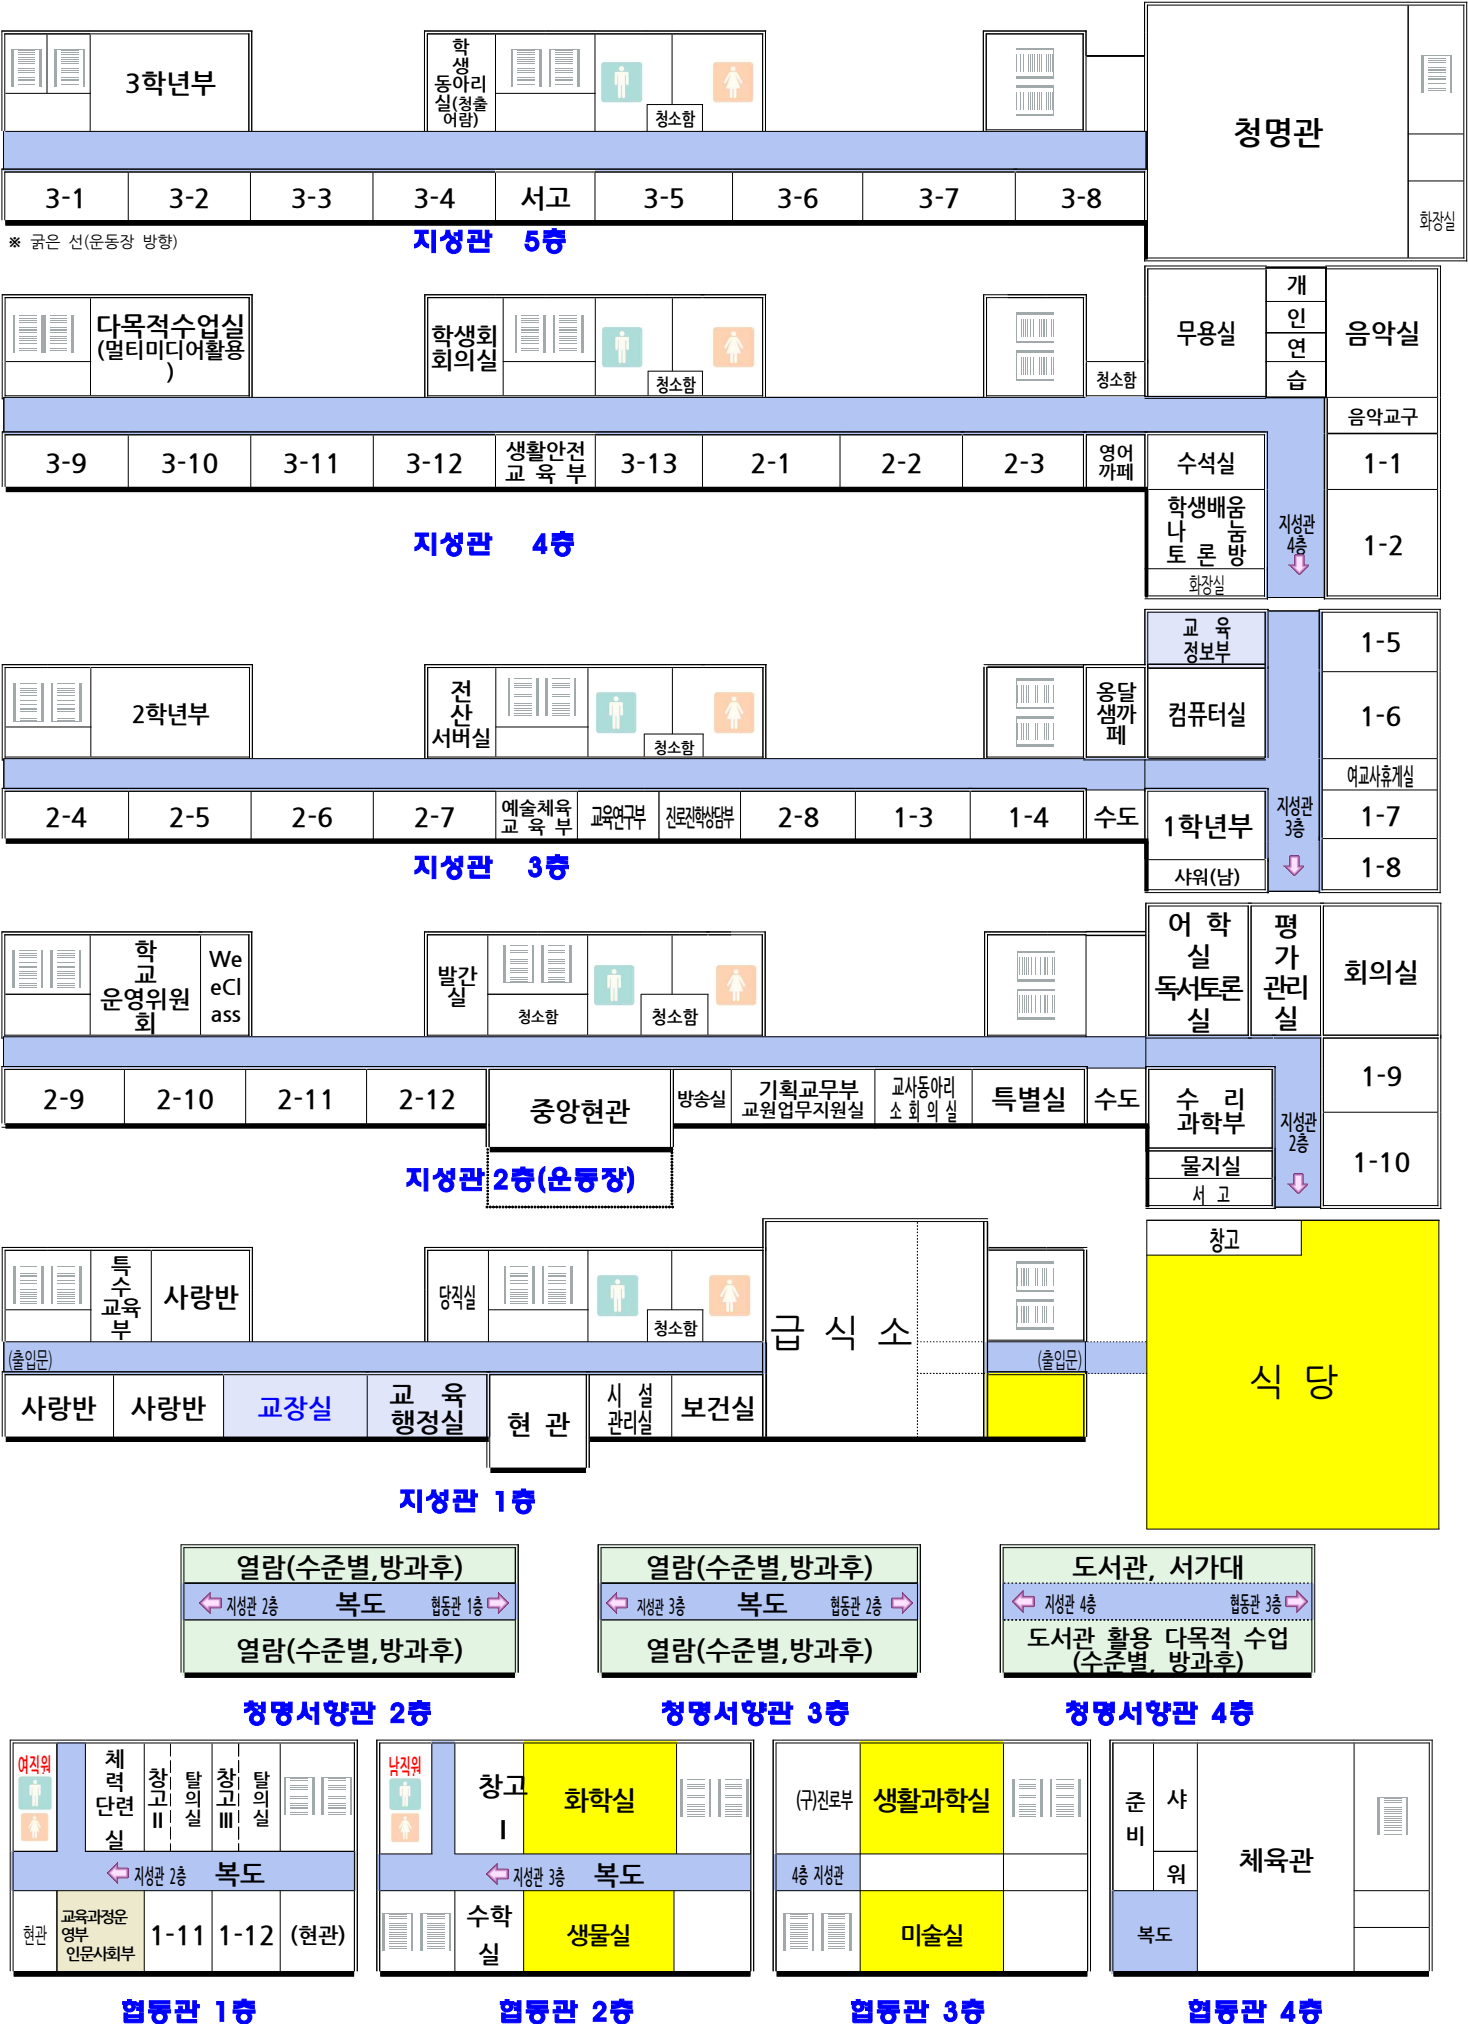 3학년부
학
생
동아리
실(청출
어람)
청소함
청명관
화장실
3-1
3-2
3-3
3-4
서고
3-5
3-6
3-7
3-8
※ 굵은 선(운동장 방향)
지성관 5층
다목적수업실
(멀티미디어활용
)
학생회
회의실
청소함
청소함
무용실
개
인
연
습
음악실
음악교구
3-9
3-10
3-11
3-12
생활안전
교 육 부
3-13
2-1
2-2
2-3
영어
까페
수석실
1-1
학생배움
나 눔
토 론 방
화장실
지성관
4층
1-2
지성관 4층
교 육
정보부
1-5
2학년부
전
산
서버실
청소함
옹달
샘까
페
컴퓨터실
1-6
여교사휴게실
2-4
2-5
2-6
2-7
예술체육
교 육 부
교육연구부
진로진학상담부
2-8
1-3
1-4
수도
1학년부
지성관
3층
1-7
샤워(남)
1-8
지성관 3층
학
교
운영위원
회
We
eCl
ass
발간
실
청소함
청소함
어 학
실
독서토론
실
평
가
관리
실
회의실
2-9
2-10
2-11
2-12
중앙현관
방송실
기획교무부
교원업무지원실
교사동아리
소 회 의 실
특별실
수도
수 리
과학부
물지실
서 고
지성관
2층
1-9
1-10
지성관 2층(운동장)
특
수
교육
부
사랑반
당직실
청소함
급 식 소
창고
식 당
(출입문)
(출입문)
사랑반
사랑반
교장실
교 육
행정실
현 관
시 설
관리실
보건실
지성관 1층
열람(수준별,방과후)
지성관 2층
복도
협동관 1층
열람(수준별,방과후)
청명서향관 2층
열람(수준별,방과후)
지성관 3층
복도
협동관 2층
열람(수준별,방과후)
청명서향관 3층
도서관, 서가대
지성관 4층
협동관 3층
도서관 활용 다목적 수업
(수준별, 방과후)
청명서향관 4층
여직원
체
력
단련
실
창
고
II
탈
의
실
창
고
III
탈
의
실
지성관 2층
복도
현관
교육과정운
영부
인문사회부
1-11
1-12
(현관)
협동관 1층
남직원
창고
I
화학실
지성관 3층
복도
수학
실
생물실
협동관 2층
(구)진로부
생활과학실
4층 지성관
미술실
협동관 3층
준
비
샤
워
복도
체육관
협동관 4층